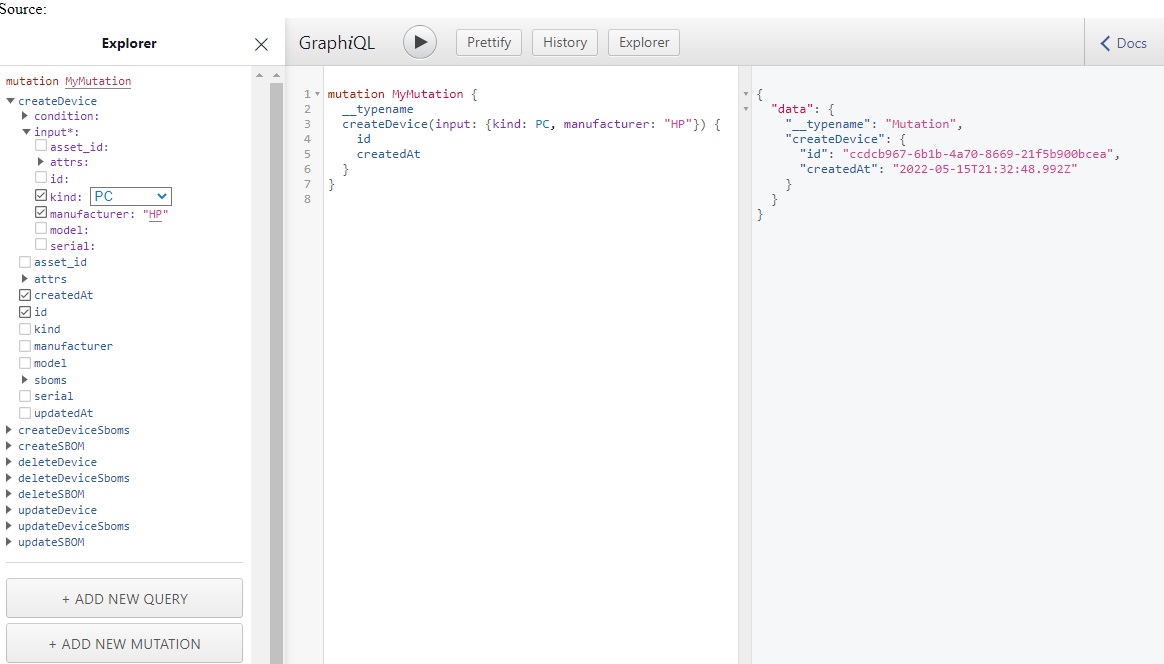 Source:
Explorer
mutation MyMutation
createDevice
condition:
input*:
asset_id:
attrs:
id:
kind: PC
manufacturer: "HP"
model:
serial:
asset_id
attrs
createdAt
id
kind
manufacturer
model
sboms
serial
updatedAt
createDeviceSboms
createSBOM
deleteDevice
deleteDeviceSboms
deleteSBOM
updateDevice
updateDeviceSboms
updateSBOM
+ ADD NEW QUERY
+ ADD NEW MUTATION
GraphiQL Prettify History Explorer Docs
1 mutation MyMutation {
2 __typename
3 createDevice(input: {kind: PC, manufacturer: "HP"}) {
4 id
5 createdAt
6 }
7 }
8
{
"data": {
"__typename": "Mutation",
"createDevice": {
"id": "ccdcb967-6b1b-4a70-8669-21f5b900bcea",
"createdAt": "2022-05-15T21:32:48.992Z"
}
}
}